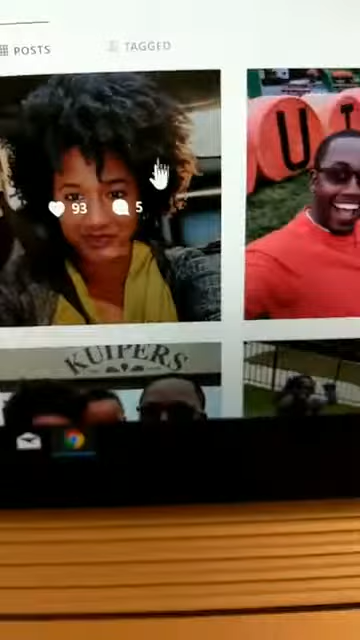 POSTS
TAGGED
93
5
U T
KUIPERS